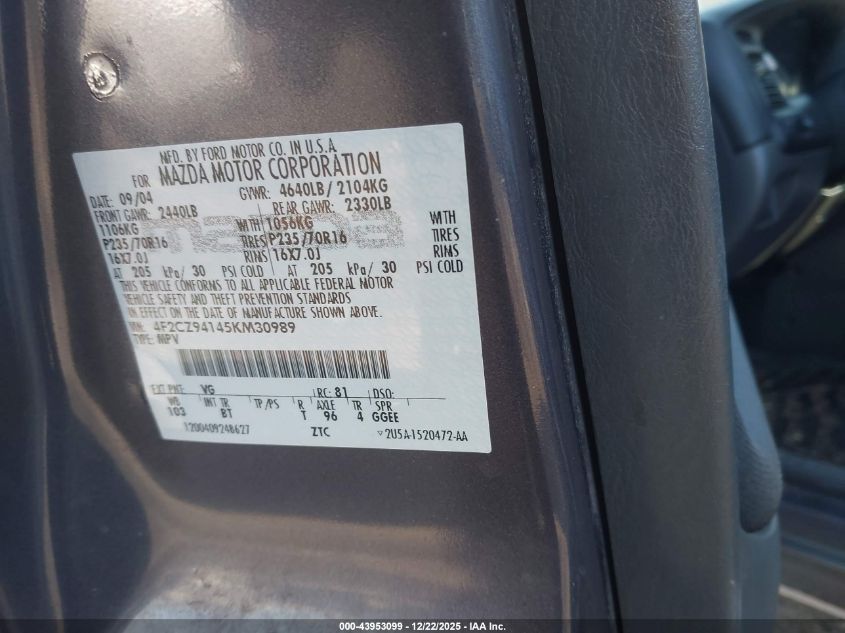 MFD. BY FORD MOTOR CO. IN U.S.A.
FOR MAZDA MOTOR CORPORATION
09/04 GVWR: 4640LB/ 2104KG
FRONT GAWR: 2440LB REAR GAWR: 2330LB
1106KG WITH 1056KG WITH
P235/70R16 TIRES P235/70R16 TIRES
16X7.0J RIMS 16X7.0J RIMS
AT 205 kPa/ 30 PSI COLD AT 205 kPa/ 30 PSI COLD
THIS VEHICLE CONFORMS TO ALL APPLICABLE FEDERAL MOTOR
VEHICLE SAFETY AND THEFT PREVENTION STANDARDS
IN EFFECT ON THE DATE OF MANUFACTURE SHOWN ABOVE.
VIN: 4F2CZ94145KM30989
TYPE: MPV
EXT PNT: VG RC: 81 DSO:
WB INT TR TP/PS R AXLE TR SPR
103 BT T 96 4 GGEE
120040924B627 ZTC 2U5A-1520472-AA
000-43953099 | 12/22/2025 - IAA Inc.